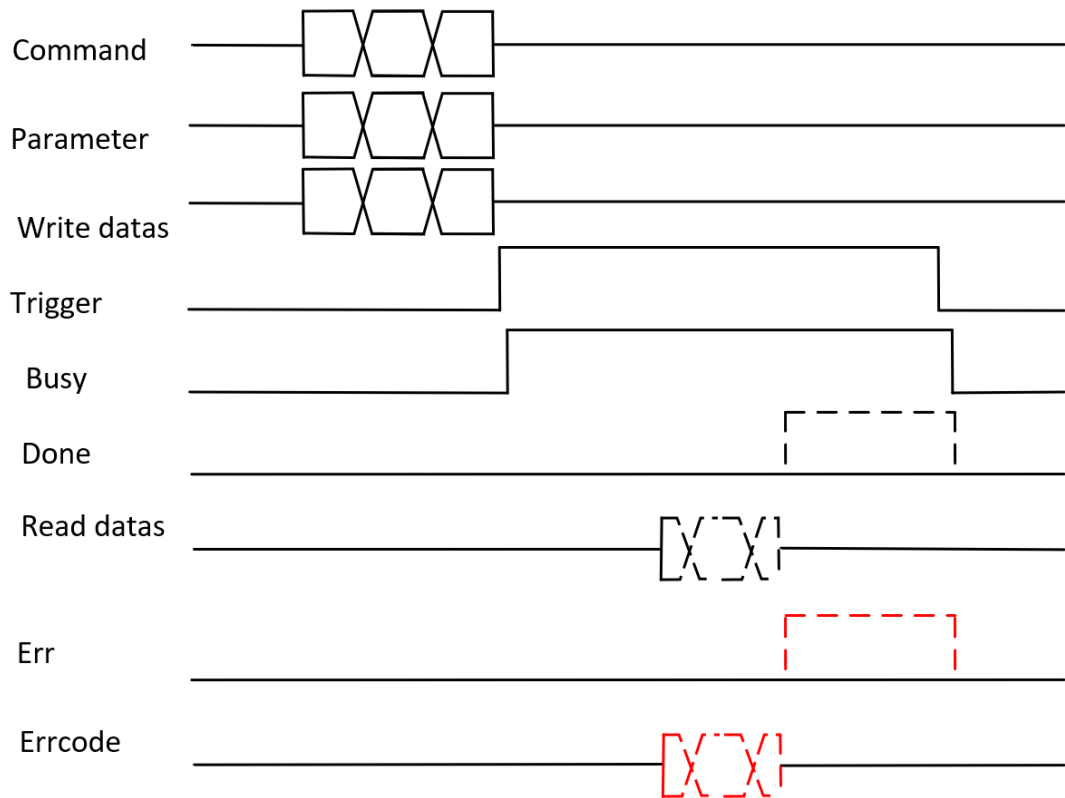 Command
Parameter
Write datas
Trigger
Busy
Done
Read datas
Err
Errcode